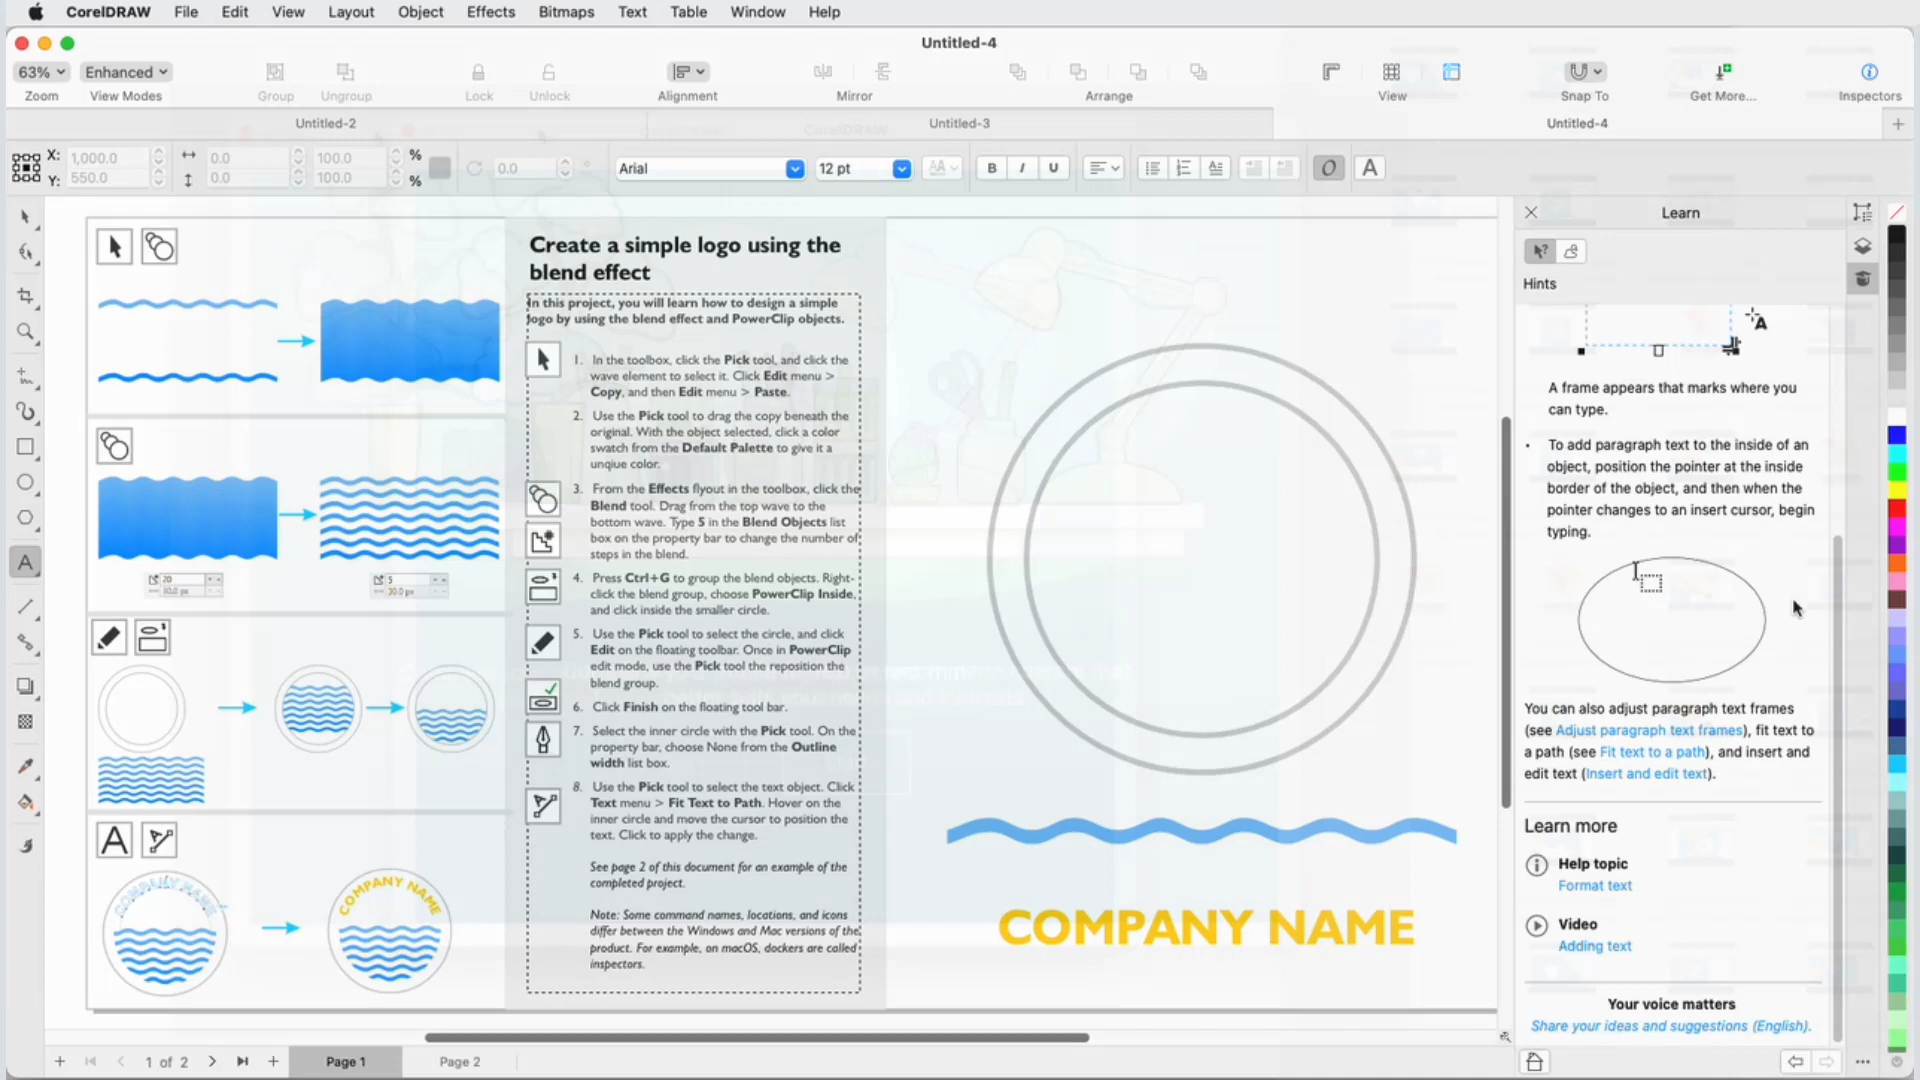 CorelDRAW File Edit View Layout Object Effects Bitmaps Text Table Window Help
Untitled-4
63% Enhanced
Zoom View Modes Group Ungroup Lock Unlock Alignment Mirror Arrange View Snap To Get More... Inspectors
Untitled-2 Untitled-3 Untitled-4
X: 1,000.0 0.0 100.0 % 0.0 ° Arial 12 pt AA B I U O A
Y: 550.0 0.0 100.0 %
Create a simple logo using the
blend effect
In this project, you will learn how to design a simple
logo by using the blend effect and PowerClip objects.
1. In the toolbox, click the Pick tool, and click the
wave element to select it. Click Edit menu >
Copy, and then Edit menu > Paste.
2. Use the Pick tool to drag the copy beneath the
original. With the object selected, click a color
swatch from the Default Palette to give it a
unqiue color.
3. From the Effects flyout in the toolbox, click the
Blend tool. Drag from the top wave to the
bottom wave. Type 5 in the Blend Objects list
box on the property bar to change the number of
steps in the blend.
4. Press Ctrl+G to group the blend objects. Right-
click the blend group, choose PowerClip Inside,
and click inside the smaller circle.
5. Use the Pick tool to select the circle, and click
Edit on the floating toolbar. Once in PowerClip
edit mode, use the Pick tool the reposition the
blend group.
6. Click Finish on the floating tool bar.
7. Select the inner circle with the Pick tool. On the
property bar, choose None from the Outline
width list box.
8. Use the Pick tool to select the text object. Click
Text menu > Fit Text to Path. Hover on the
inner circle and move the cursor to position the
text. Click to apply the change.
See page 2 of this document for an example of the
completed project.
Note: Some command names, locations, and icons
differ between the Windows and Mac versions of the
product. For example, on macOS, dockers are called
inspectors.
20
30.0 px
5
30.0 px
A
COMPANY NAME
COMPANY NAME
COMPANY NAME
Learn
Hints
A
A frame appears that marks where you
can type.
• To add paragraph text to the inside of an
object, position the pointer at the inside
border of the object, and then when the
pointer changes to an insert cursor, begin
typing.
You can also adjust paragraph text frames
(see Adjust paragraph text frames), fit text to
a path (see Fit text to a path), and insert and
edit text (Insert and edit text).
Learn more
Help topic
Format text
Video
Adding text
Your voice matters
Share your ideas and suggestions (English).
1 of 2 Page 1 Page 2